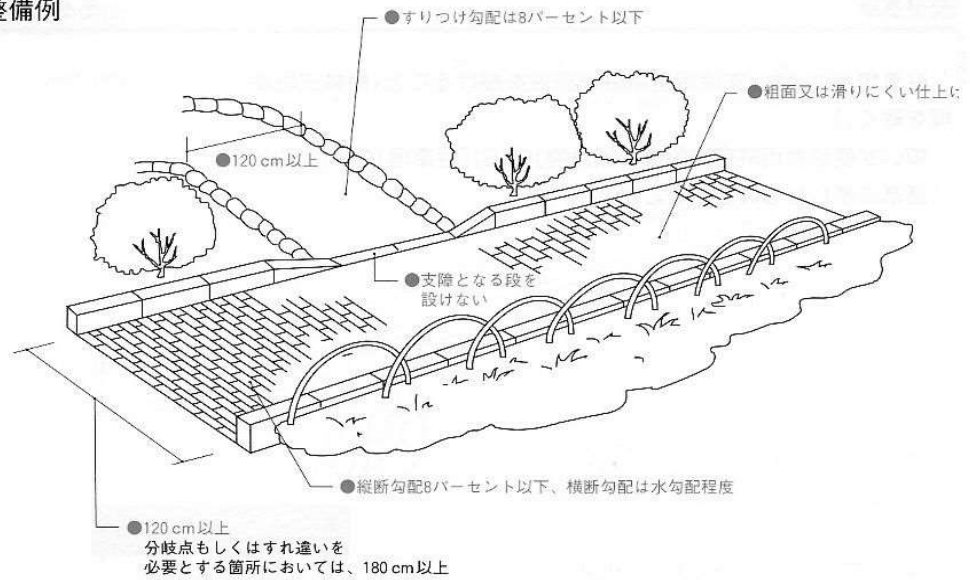 整備例
●すりつけ勾配は8パーセント以下
●粗面又は滑りにくい仕上に
●120cm以上
●支障となる段を
設けない
●縦断勾配8パーセント以下、横断勾配は水勾配程度
●120cm以上
分岐点もしくはすれ違いを
必要とする箇所においては、180cm以上